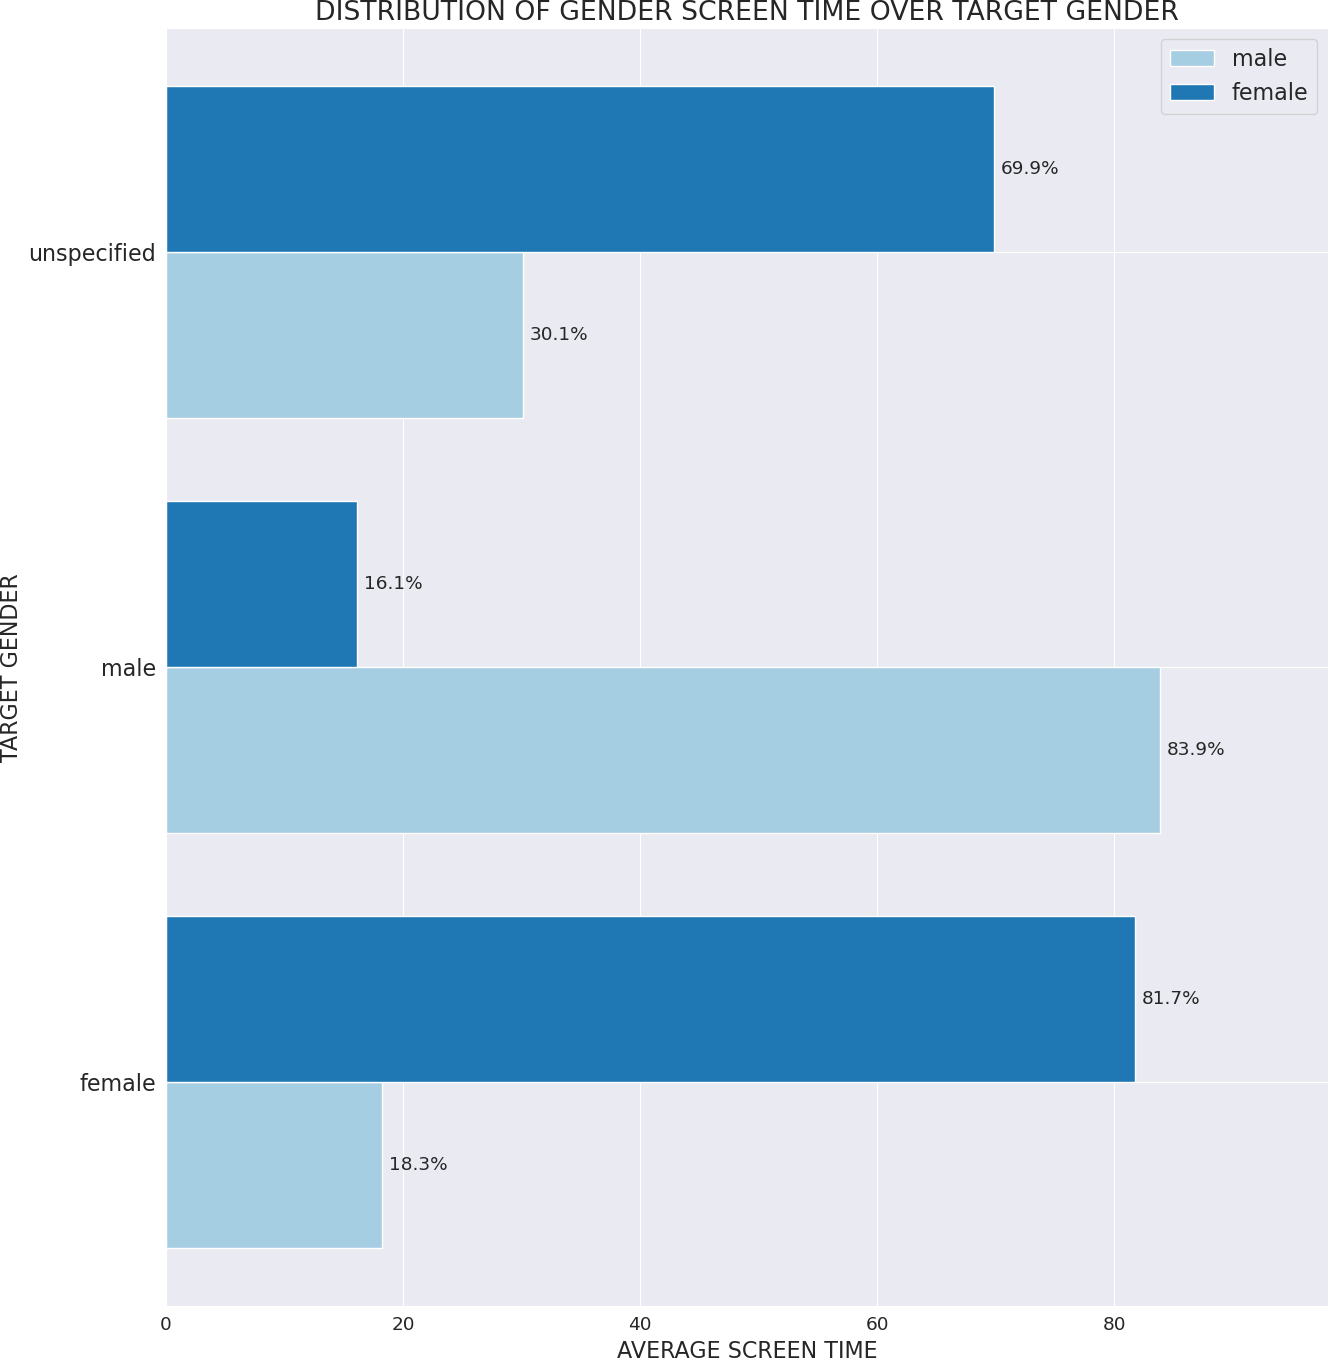 DISTRIBUTION OF GENDER SCREEN TIME OVER TARGET GENDER
male
female
69.9%
unspecified
30.1%
16.1%
male
83.9%
TARGET GENDER
81.7%
female
18.3%
0 20 40 60 80
AVERAGE SCREEN TIME